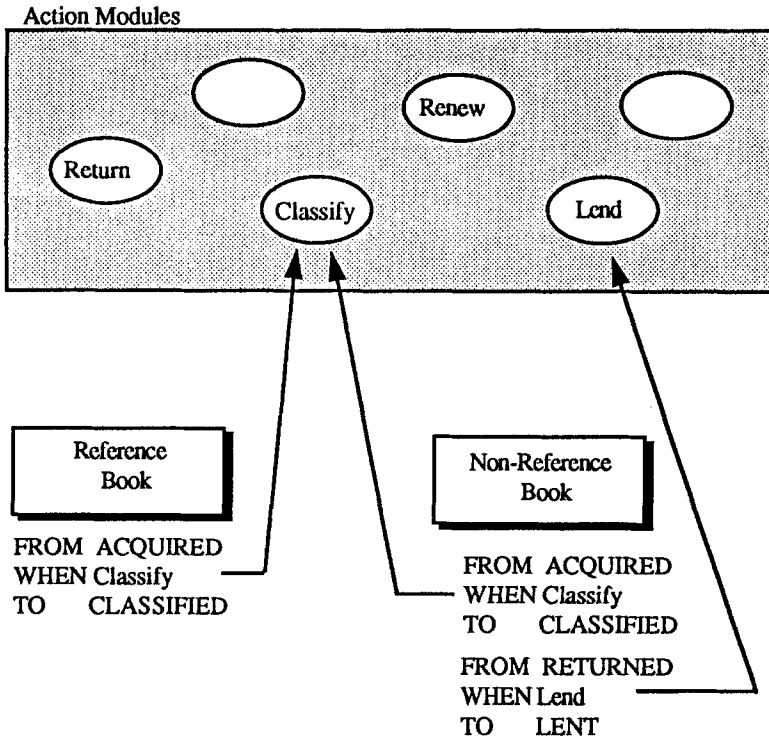 Action Modules
Renew
Return
Classify
Lend
Reference
Book
FROM ACQUIRED
WHEN Classify
TO CLASSIFIED
Non-Reference
Book
FROM ACQUIRED
WHEN Classify
TO CLASSIFIED
FROM RETURNED
WHEN Lend
TO LENT